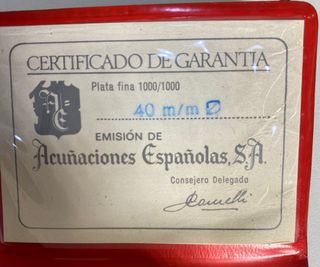 CERTIFICADO DE GARANTIA
Plata fina 1000/1000
40 m/m Ø
EMISIÓN DE
Acuñaciones Españolas, S.A.
Consejero Delegado